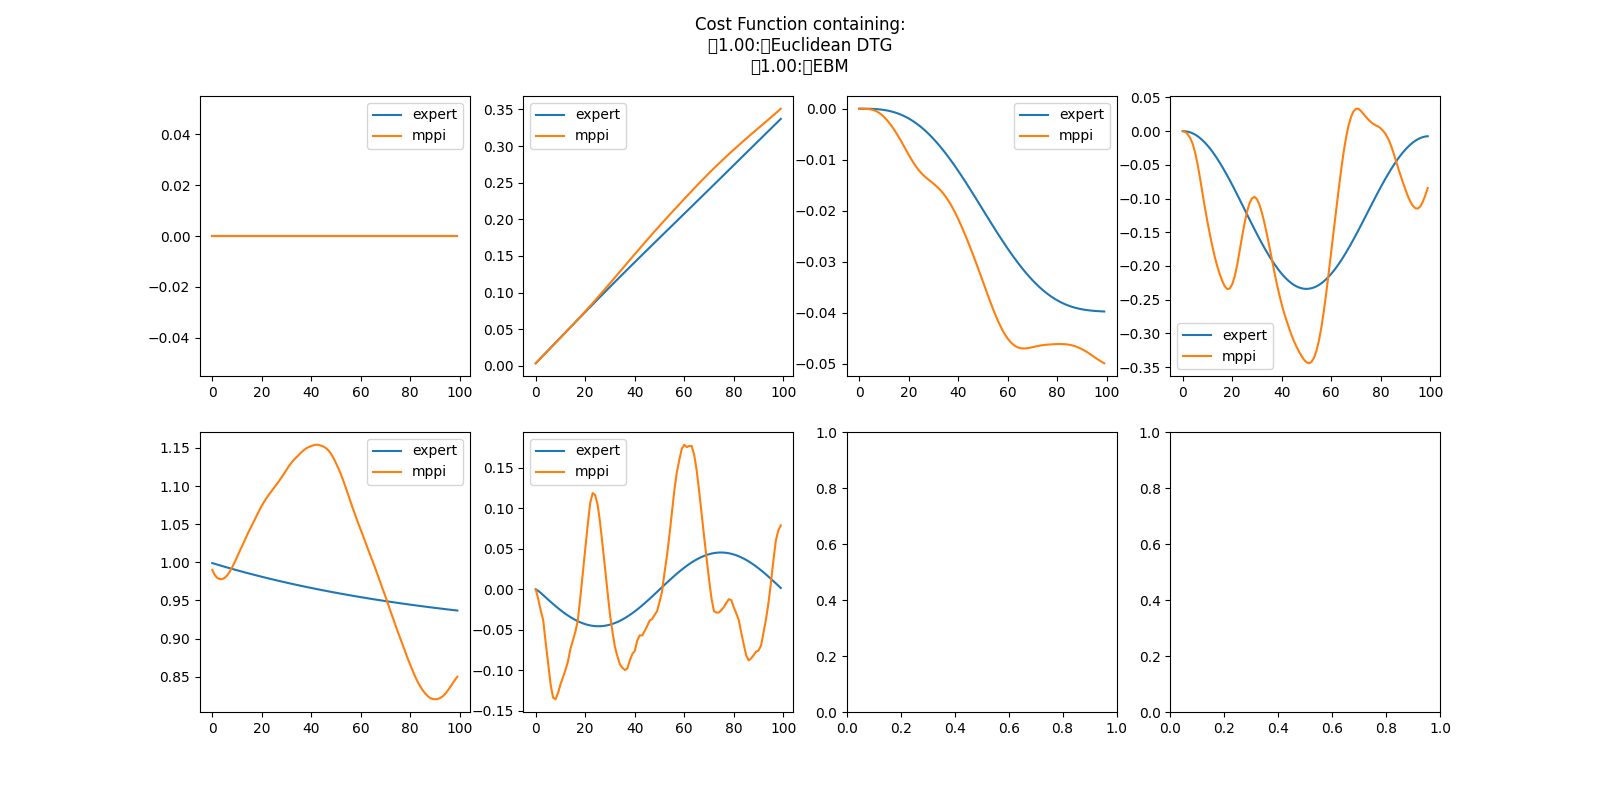 Cost Function containing:
1.00: Euclidean DTG
1.00: EBM
0.04
0.02
0.00
−0.02
−0.04
0 20 40 60 80 100
expert
mppi
0.35
0.30
0.25
0.20
0.15
0.10
0.05
0.00
0 20 40 60 80 100
expert
mppi
0.00
−0.01
−0.02
−0.03
−0.04
−0.05
0 20 40 60 80 100
expert
mppi
0.05
0.00
−0.05
−0.10
−0.15
−0.20
−0.25
−0.30
−0.35
0 20 40 60 80 100
expert
mppi
1.15
1.10
1.05
1.00
0.95
0.90
0.85
0 20 40 60 80 100
expert
mppi
0.15
0.10
0.05
0.00
−0.05
−0.10
−0.15
0 20 40 60 80 100
expert
mppi
1.0
0.8
0.6
0.4
0.2
0.0
0.0 0.2 0.4 0.6 0.8 1.0
1.0
0.8
0.6
0.4
0.2
0.0
0.0 0.2 0.4 0.6 0.8 1.0